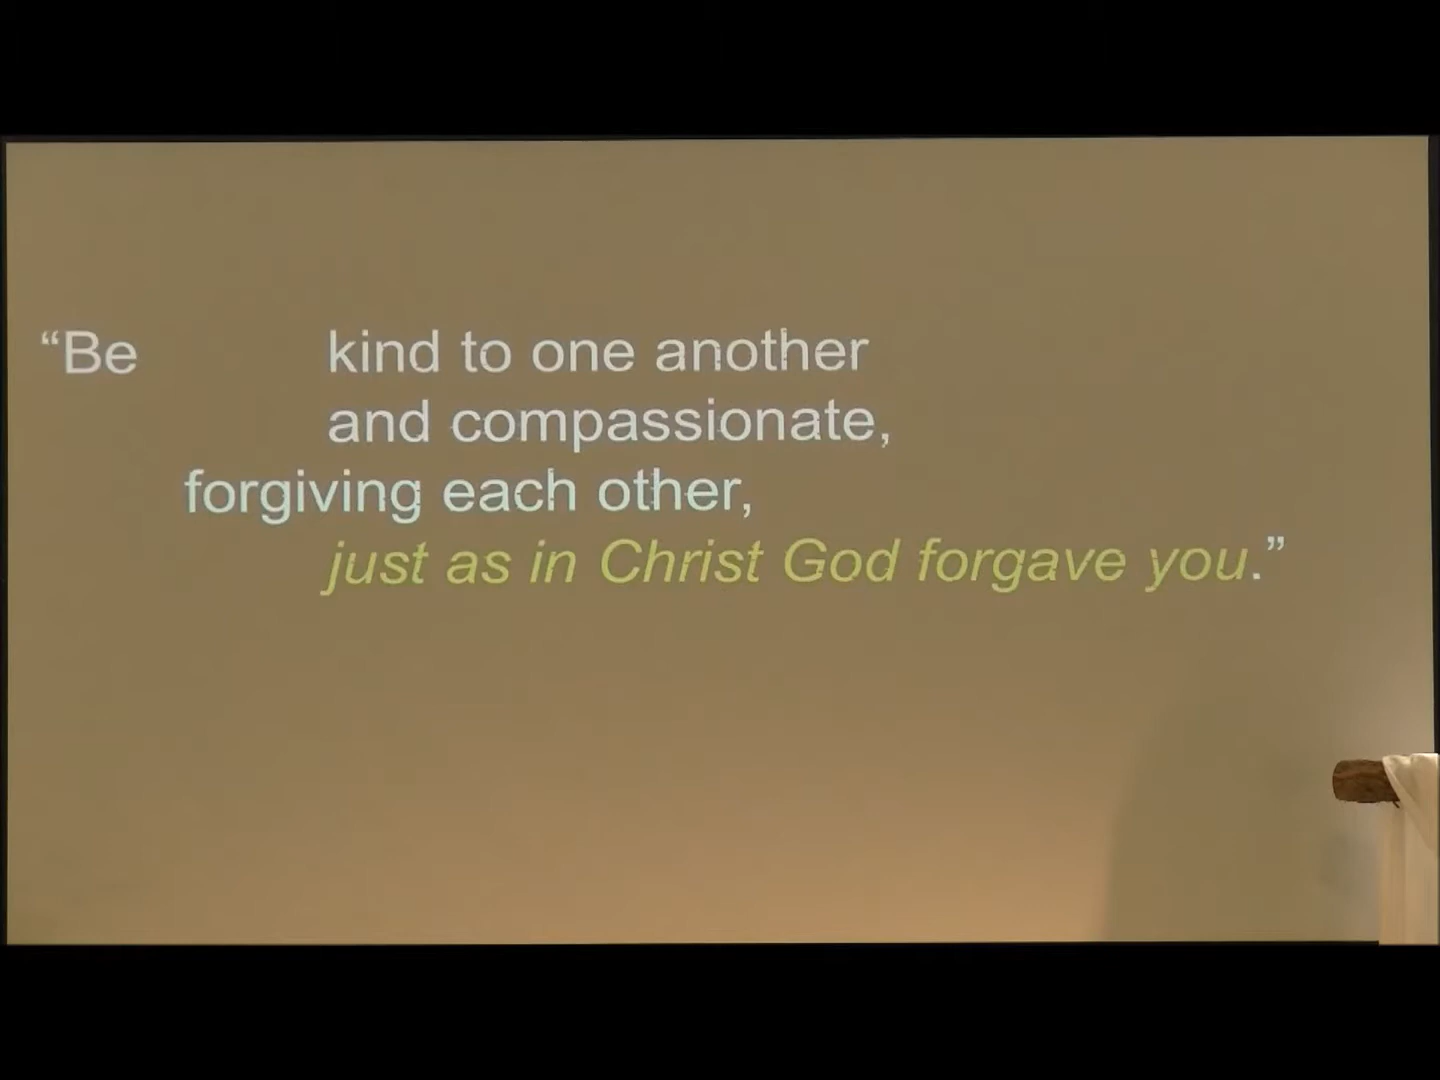 “Be kind to one another
and compassionate,
forgiving each other,
just as in Christ God forgave you.”